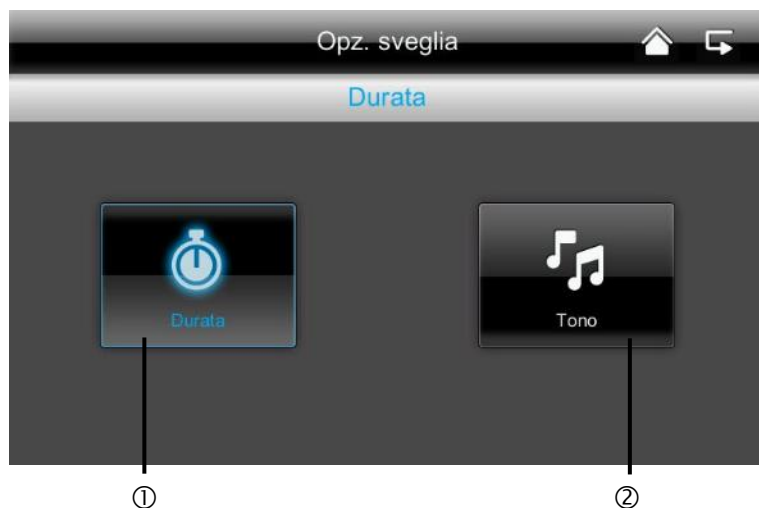 Opz. sveglia
Durata
Durata
Tono
① ②